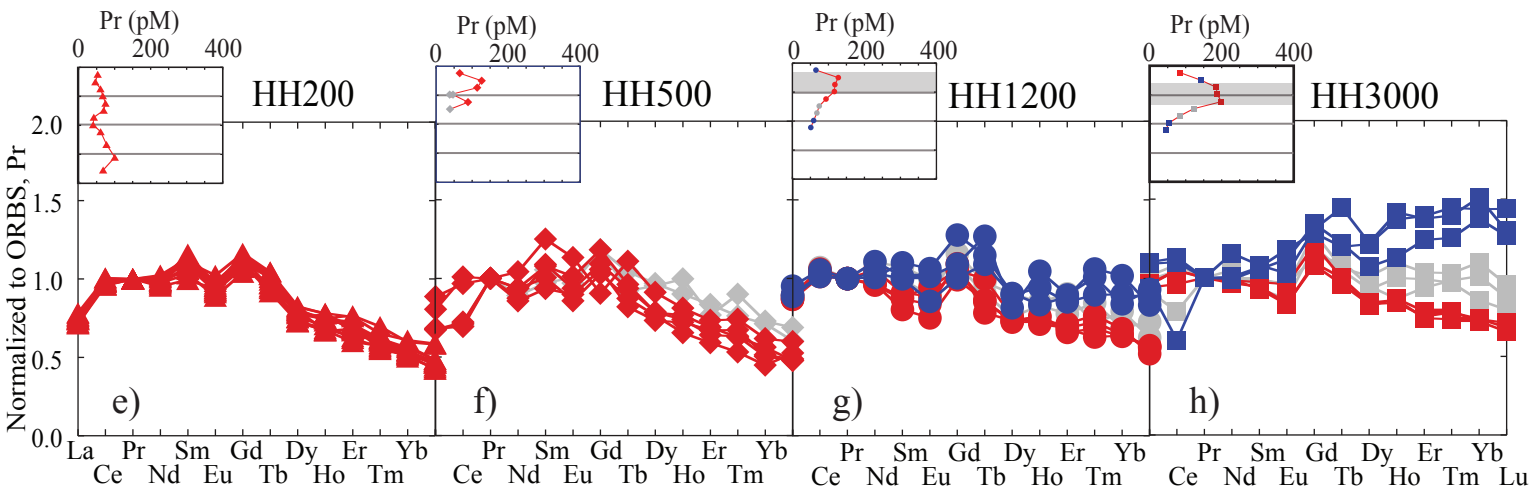 Pr (pM) Pr (pM) Pr (pM) Pr (pM)
0 200 400 0 200 400 0 200 400 0 200 400
HH200 HH500 HH1200 HH3000
Normalized to ORBS, Pr
2.0
1.5
1.0
0.5
0.0
e) f) g) h)
La Pr Sm Gd Dy Er Yb Pr Sm Gd Dy Er Yb Pr Sm Gd Dy Er Yb Pr Sm Gd Dy Er Yb
Ce Nd Eu Tb Ho Tm Ce Nd Eu Tb Ho Tm Ce Nd Eu Tb Ho Tm Ce Nd Eu Tb Ho Tm Lu